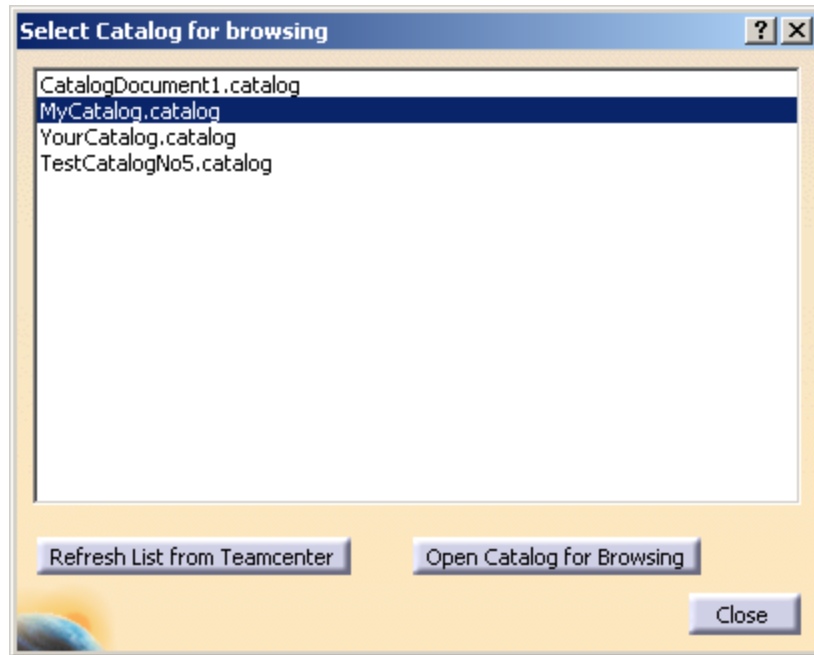 Select Catalog for browsing
CatalogDocument1.catalog
MyCatalog.catalog
YourCatalog.catalog
TestCatalogNo5.catalog
Refresh List from Teamcenter Open Catalog for Browsing
Close